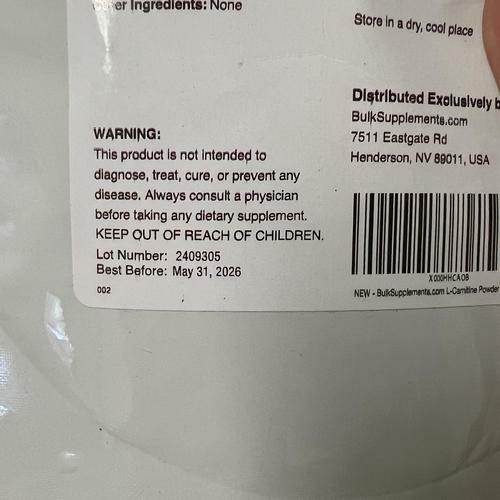 Other Ingredients: None
Store in a dry, cool place
WARNING:
This product is not intended to
diagnose, treat, cure, or prevent any
disease. Always consult a physician
before taking any dietary supplement.
KEEP OUT OF REACH OF CHILDREN.
Lot Number: 2409305
Best Before: May 31, 2026
002
Distributed Exclusively b
BulkSupplements.com
7511 Eastgate Rd
Henderson, NV 89011, USA
NEW - BulkSupplements.com L-Carnitine Powder